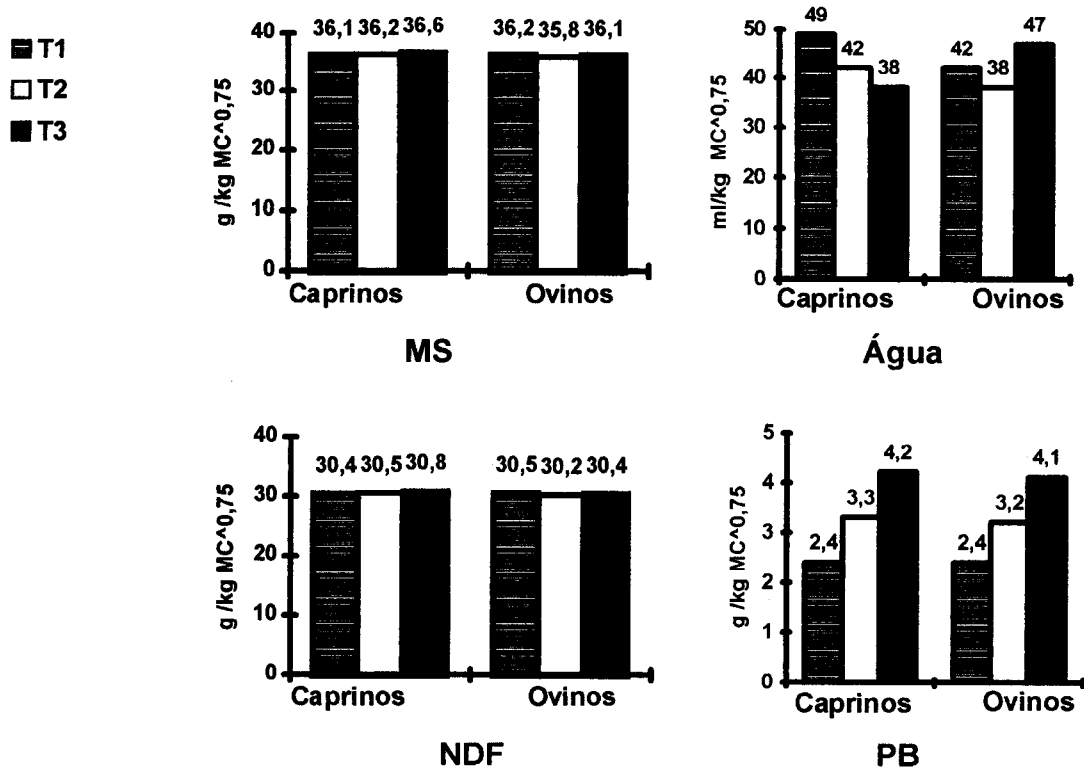 T1
T2
T3
g /kg MC^0,75
40
30
20
10
0
36,1 36,2 36,6
36,2 35,8 36,1
Caprinos
Ovinos
MS
ml/kg MC^0,75
50
40
30
20
10
0
49
42
38
42
38
47
Caprinos
Ovinos
Água
g /kg MC^0,75
40
30
20
10
0
30,4 30,5 30,8
30,5 30,2 30,4
Caprinos
Ovinos
NDF
g /kg MC^0,75
5
4
3
2
1
0
2,4
3,3
4,2
2,4
3,2
4,1
Caprinos
Ovinos
PB